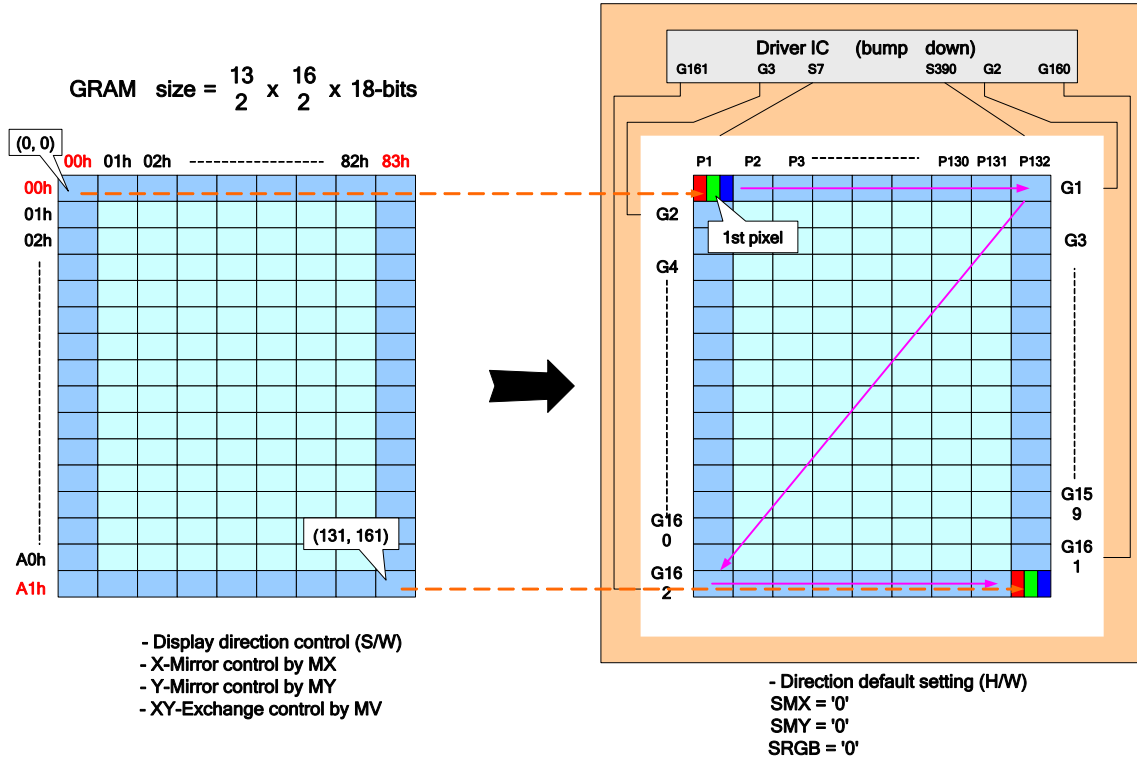 GRAM size = 13/2 x 16/2 x 18-bits
(0, 0)
00h 01h 02h 82h 83h
00h
01h
02h
A0h
A1h
(131, 161)
- Display direction control (S/W)
- X-Mirror control by MX
- Y-Mirror control by MY
- XY-Exchange control by MV
Driver IC (bump down)
G161 G3 S7 S390 G2 G160
P1 P2 P3 P130 P131 P132
G1
G2
1st pixel
G3
G4
G15
9
G16
0
G16
1
G16
2
- Direction default setting (H/W)
SMX = '0'
SMY = '0'
SRGB = '0'